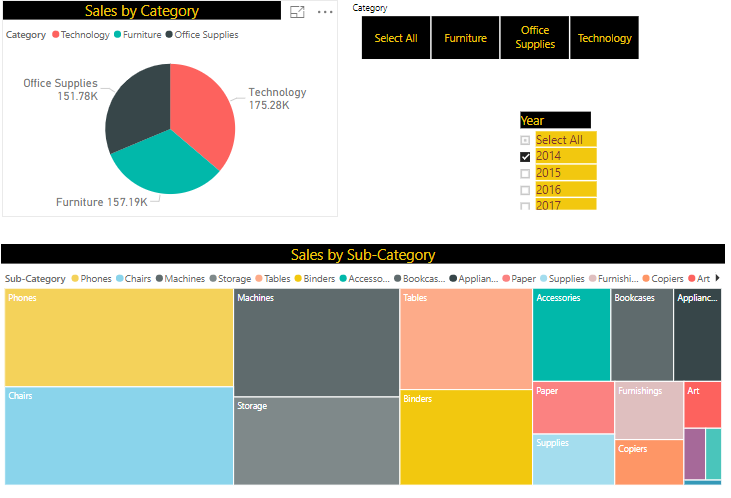 Sales by Category
Category Technology Furniture Office Supplies
Office Supplies
151.78K
Technology
175.28K
Furniture 157.19K
Category
Select All
Furniture
Office
Supplies
Technology
Year
Select All
2014
2015
2016
2017
Sales by Sub-Category
Sub-Category Phones Chairs Machines Storage Tables Binders Accesso... Bookcas... Applian... Paper Supplies Furnishi... Copiers Art
Phones
Machines
Tables
Accessories
Bookcases
Applianc...
Chairs
Storage
Binders
Paper
Furnishings
Art
Supplies
Copiers